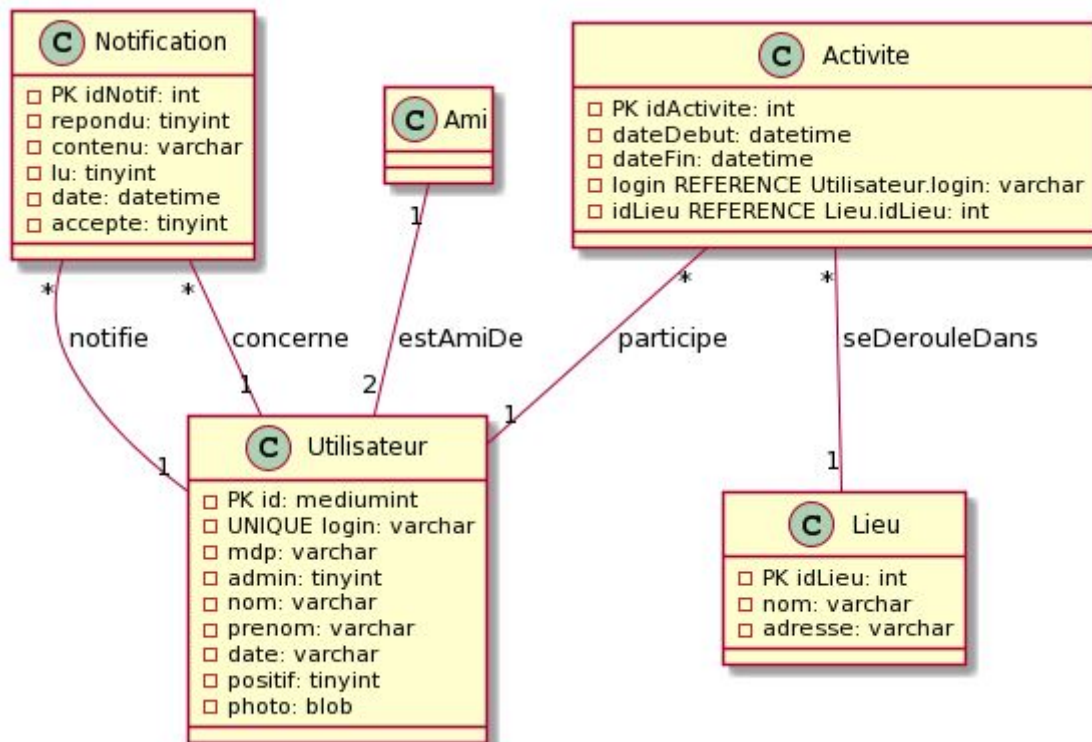 C Notification
PK idNotif: int
repondu: tinyint
contenu: varchar
lu: tinyint
date: datetime
accepte: tinyint
C Ami
C Activite
PK idActivite: int
dateDebut: datetime
dateFin: datetime
login REFERENCE Utilisateur.login: varchar
idLieu REFERENCE Lieu.idLieu: int
* * 1 * *
notifie concerne estAmiDe participe seDerouleDans
1 1 2 1 1
C Utilisateur
PK id: mediumint
UNIQUE login: varchar
mdp: varchar
admin: tinyint
nom: varchar
prenom: varchar
date: varchar
positif: tinyint
photo: blob
C Lieu
PK idLieu: int
nom: varchar
adresse: varchar